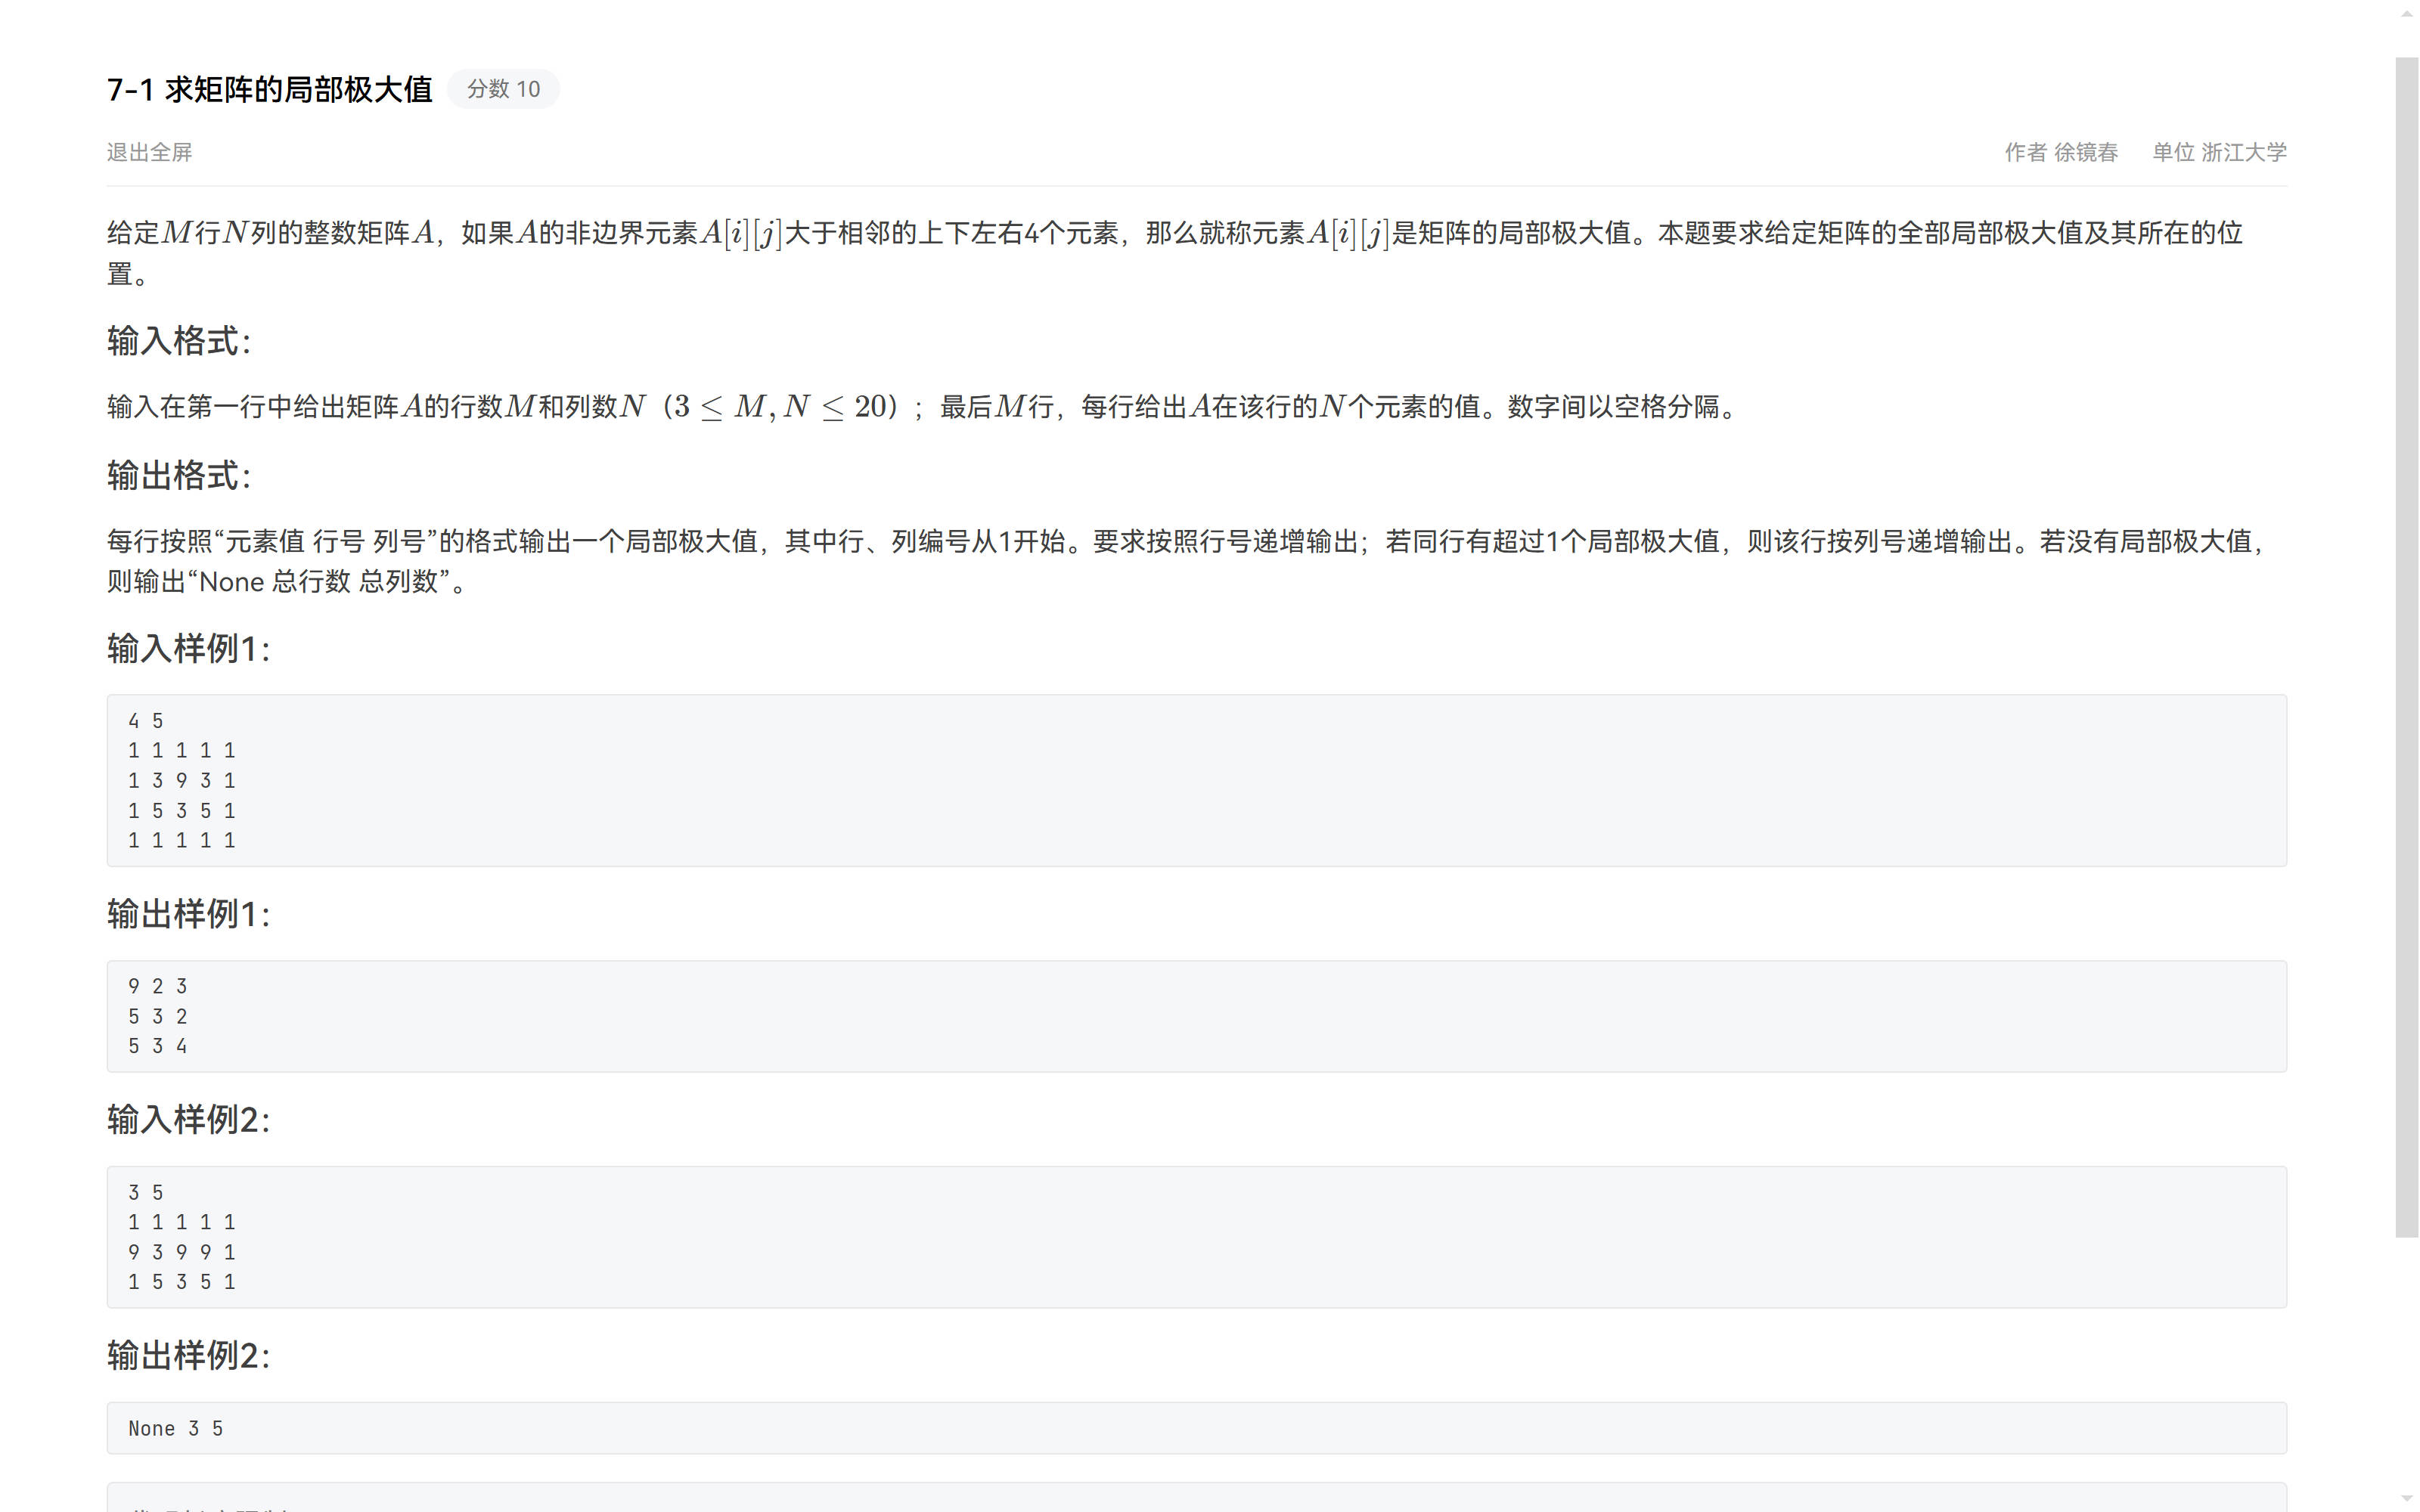 7-1 求矩阵的局部极大值 分数 10
退出全屏 作者 徐镜春 单位 浙江大学
给定M行N列的整数矩阵A，如果A的非边界元素A[i][j]大于相邻的上下左右4个元素，那么就称元素A[i][j]是矩阵的局部极大值。本题要求给定矩阵的全部局部极大值及其所在的位
置。
输入格式：
输入在第一行中给出矩阵A的行数M和列数N（3 ≤ M, N ≤ 20）；最后M行，每行给出A在该行的N个元素的值。数字间以空格分隔。
输出格式：
每行按照“元素值 行号 列号”的格式输出一个局部极大值，其中行、列编号从1开始。要求按照行号递增输出；若同行有超过1个局部极大值，则该行按列号递增输出。若没有局部极大值，
则输出“None 总行数 总列数”。
输入样例1：
4 5
1 1 1 1 1
1 3 9 3 1
1 5 3 5 1
1 1 1 1 1
输出样例1：
9 2 3
5 3 2
5 3 4
输入样例2：
3 5
1 1 1 1 1
9 3 9 9 1
1 5 3 5 1
输出样例2：
None 3 5